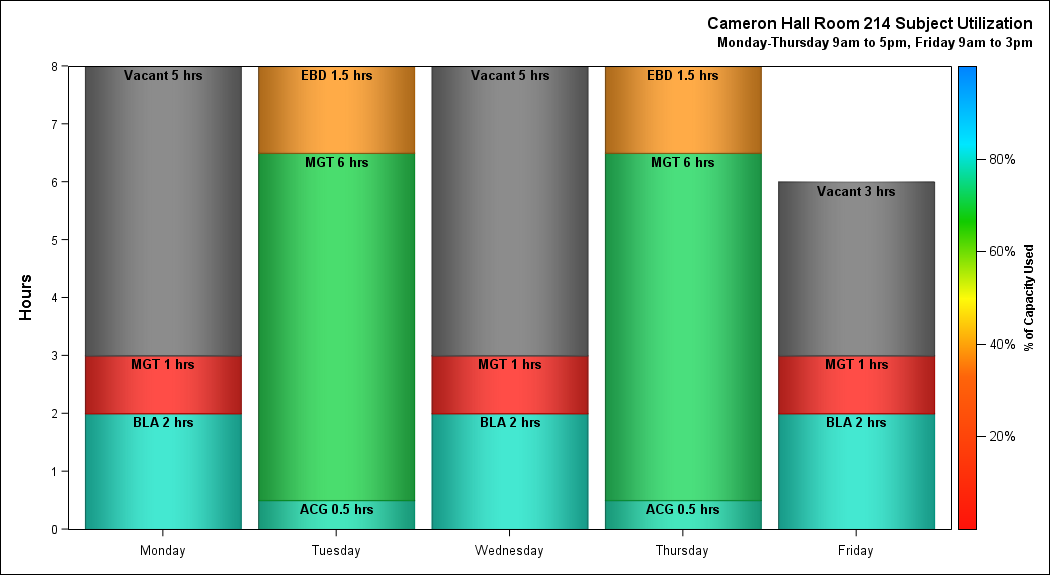 Cameron Hall Room 214 Subject Utilization
Monday-Thursday 9am to 5pm, Friday 9am to 3pm
Hours
8
7
6
5
4
3
2
1
0
Vacant 5 hrs
MGT 1 hrs
BLA 2 hrs
EBD 1.5 hrs
MGT 6 hrs
ACG 0.5 hrs
Vacant 5 hrs
MGT 1 hrs
BLA 2 hrs
EBD 1.5 hrs
MGT 6 hrs
ACG 0.5 hrs
Vacant 3 hrs
MGT 1 hrs
BLA 2 hrs
Monday Tuesday Wednesday Thursday Friday
80%
60%
40%
20%
% of Capacity Used